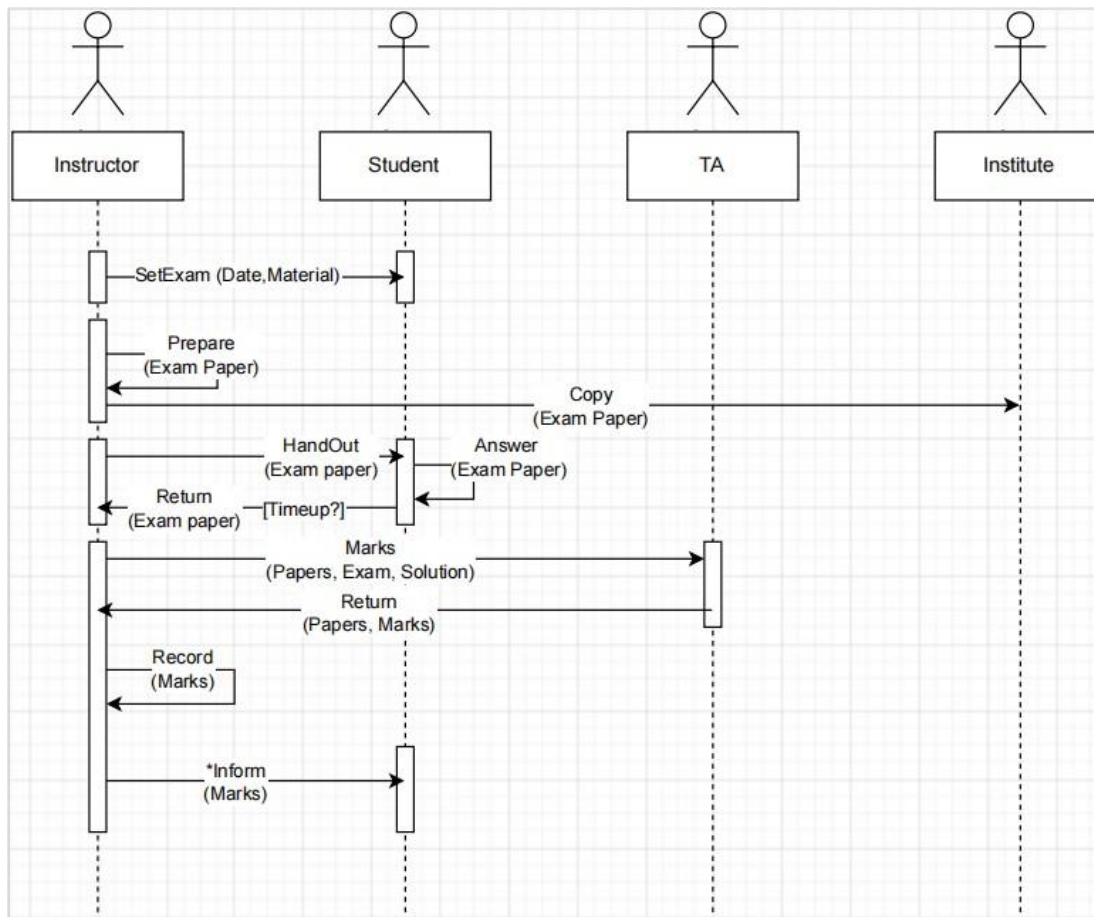 Instructor
Student
TA
Institute
SetExam (Date,Material)
Prepare
(Exam Paper)
Copy
(Exam Paper)
HandOut
(Exam paper)
Answer
(Exam Paper)
Return
(Exam paper)
[Timeup?]
Marks
(Papers, Exam, Solution)
Return
(Papers, Marks)
Record
(Marks)
*Inform
(Marks)